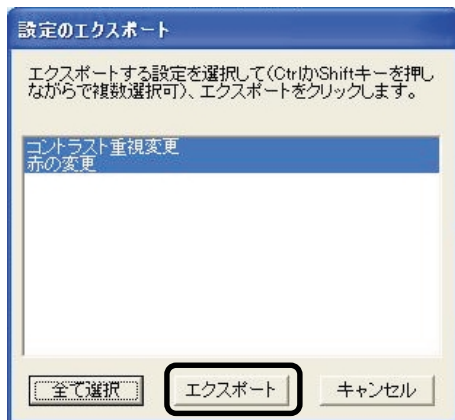 設定のエクスポート
エクスポートする設定を選択して(CtrlかShiftキーを押し
ながらで複数選択可)、エクスポートをクリックします。
コントラスト重視変更
赤の変更
全て選択 エクスポート キャンセル